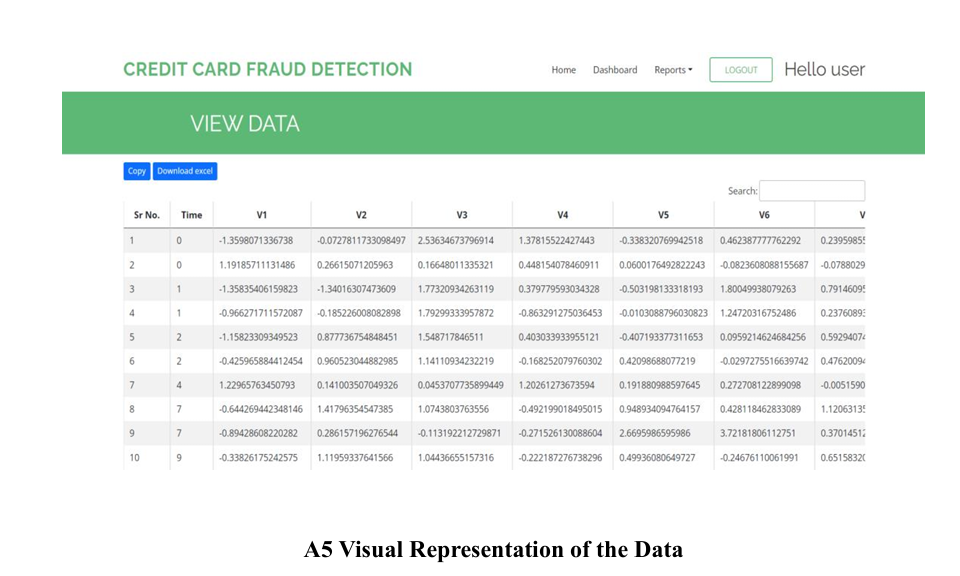 CREDIT CARD FRAUD DETECTION Home Dashboard Reports LOGOUT Hello user
VIEW DATA
Copy Download excel
Search:
Sr No. Time V1 V2 V3 V4 V5 V6 V
1 0 -1.3598071336738 -0.0727811733098497 2.53634673796914 1.37815522427443 -0.338320769942518 0.462387777762292 0.2395985
2 0 1.19185711131486 0.26615071205963 0.16648011335321 0.448154078460911 0.0600176492822243 -0.0823608088155687 -0.0788029
3 1 -1.35835406159823 -1.34016307473609 1.77320934263119 0.379779593034328 -0.503198133318193 1.80049938079263 0.7914609
4 1 -0.966271711572087 -0.185226008082898 1.79299333957872 -0.863291275036453 -0.0103088796030823 1.24720316752486 0.2376089
5 2 -1.15823309349523 0.877736754848451 1.548717846511 0.403033933955121 -0.407193377311653 0.0959214624684256 0.5929407
6 2 -0.425965884412454 0.960523044882985 1.14110934232219 -0.168252079760302 0.42098688077219 -0.0297275516639742 0.4762009
7 4 1.22965763450793 0.141003507049326 0.0453707735899449 1.20261273673594 0.191880988597645 0.272708122899098 -0.0051590
8 7 -0.644269442348146 1.41796354547385 1.0743803763556 -0.492199018495015 0.948934094764157 0.428118462833089 1.1206313
9 7 -0.89428608220282 0.286157196276544 -0.113192212729871 -0.271526130088604 2.6695986595986 3.72181806112751 0.3701451
10 9 -0.33826175242575 1.11959337641566 1.04436655157316 -0.222187276738296 0.49936080649727 -0.24676110061991 0.6515832
A5 Visual Representation of the Data